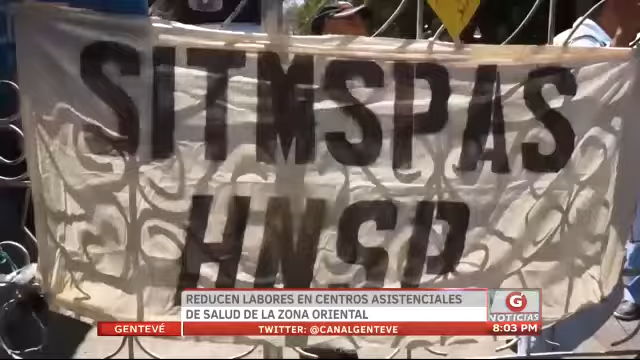 SITMSPAS
HNSP
REDUCEN LABORES EN CENTROS ASISTENCIALES
DE SALUD DE LA ZONA ORIENTAL
G
NOTICIAS
GENTEVÉ
TWITTER: @CANALGENTEVE
8:03 PM